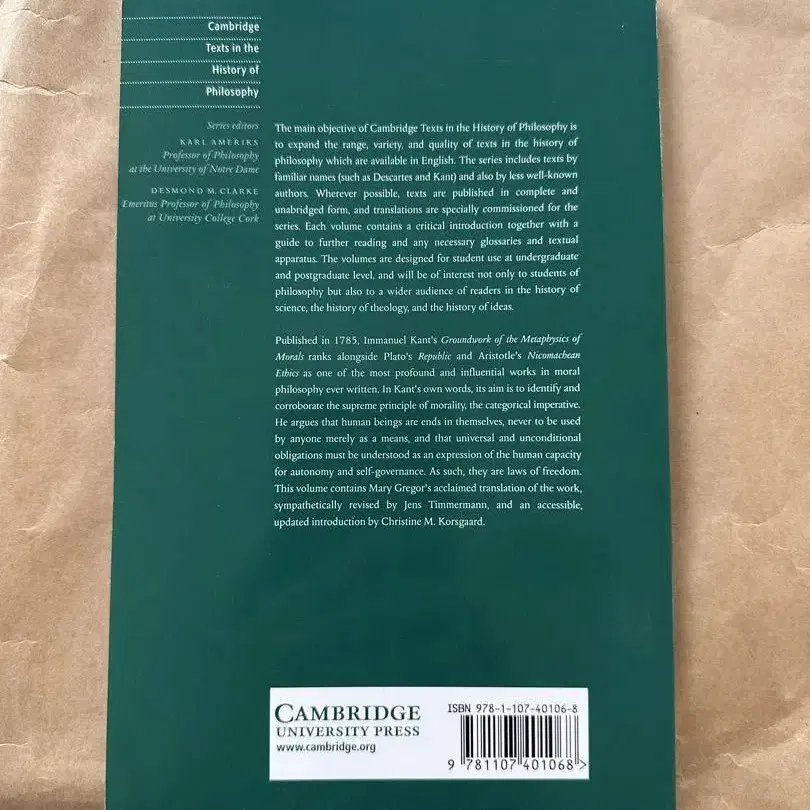 Cambridge
Texts in the
History of
Philosophy
Series editors
KARL AMERIKS
Professor of Philosophy
at the University of Notre Dame
DESMOND M. CLARKE
Emeritus Professor of Philosophy
at University College Cork
The main objective of Cambridge Texts in the History of Philosophy is
to expand the range, variety, and quality of texts in the history of
philosophy which are available in English. The series includes texts by
familiar names (such as Descartes and Kant) and also by less well-known
authors. Wherever possible, texts are published in complete and
unabridged form, and translations are specially commissioned for the
series. Each volume contains a critical introduction together with a
guide to further reading and any necessary glossaries and textual
apparatus. The volumes are designed for student use at undergraduate
and postgraduate level, and will be of interest not only to students of
philosophy but also to a wider audience of readers in the history of
science, the history of theology, and the history of ideas.
Published in 1785, Immanuel Kant's Groundwork of the Metaphysics of
Morals ranks alongside Plato's Republic and Aristotle's Nicomachean
Ethics as one of the most profound and influential works in moral
philosophy ever written. In Kant's own words, its aim is to identify and
corroborate the supreme principle of morality, the categorical imperative.
He argues that human beings are ends in themselves, never to be used
by anyone merely as a means, and that universal and unconditional
obligations must be understood as an expression of the human capacity
for autonomy and self-governance. As such, they are laws of freedom.
This volume contains Mary Gregor's acclaimed translation of the work,
sympathetically revised by Jens Timmermann, and an accessible,
updated introduction by Christine M. Korsgaard.
CAMBRIDGE
UNIVERSITY PRESS
www.cambridge.org
ISBN 978-1-107-40106-8
9 781107 401068 >